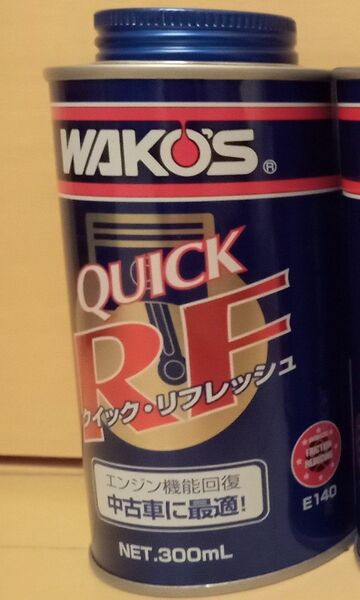 WAKO'S®
QUICK
RF
クイック・リフレッシュ
エンジン機能回復
中古車に最適!
FRICTION
E140
NET.300mL